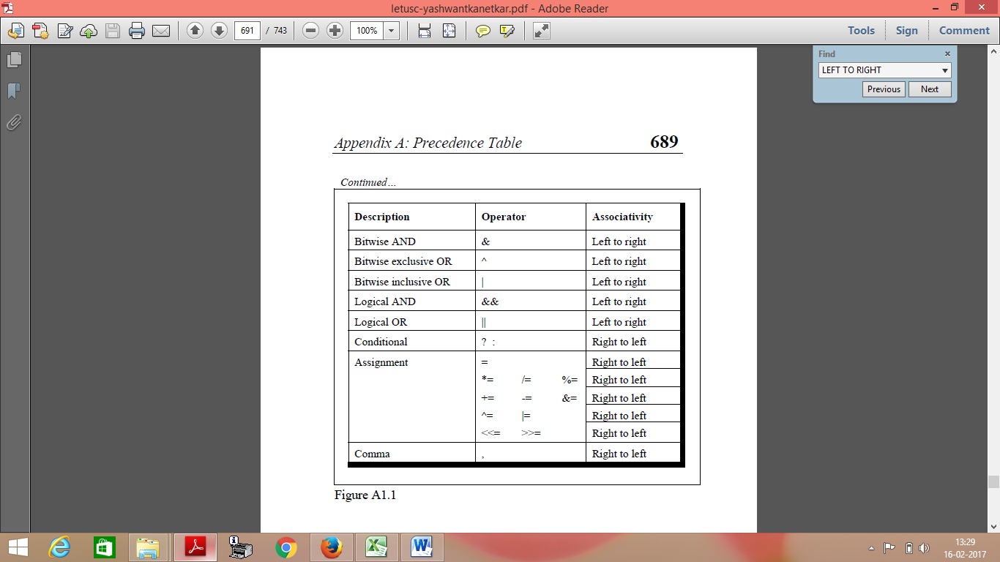 letusc-yashwantkanetkar.pdf - Adobe Reader
691 / 743 100% Tools Sign Comment
Find
LEFT TO RIGHT
Previous Next
Appendix A: Precedence Table 689
Continued…
Description Operator Associativity
Bitwise AND & Left to right
Bitwise exclusive OR ^ Left to right
Bitwise inclusive OR | Left to right
Logical AND && Left to right
Logical OR || Left to right
Conditional ? : Right to left
Assignment = Right to left
*= /= %= Right to left
+= -= &= Right to left
^= |= Right to left
<<= >>= Right to left
Comma , Right to left
Figure A1.1
13:29
16-02-2017